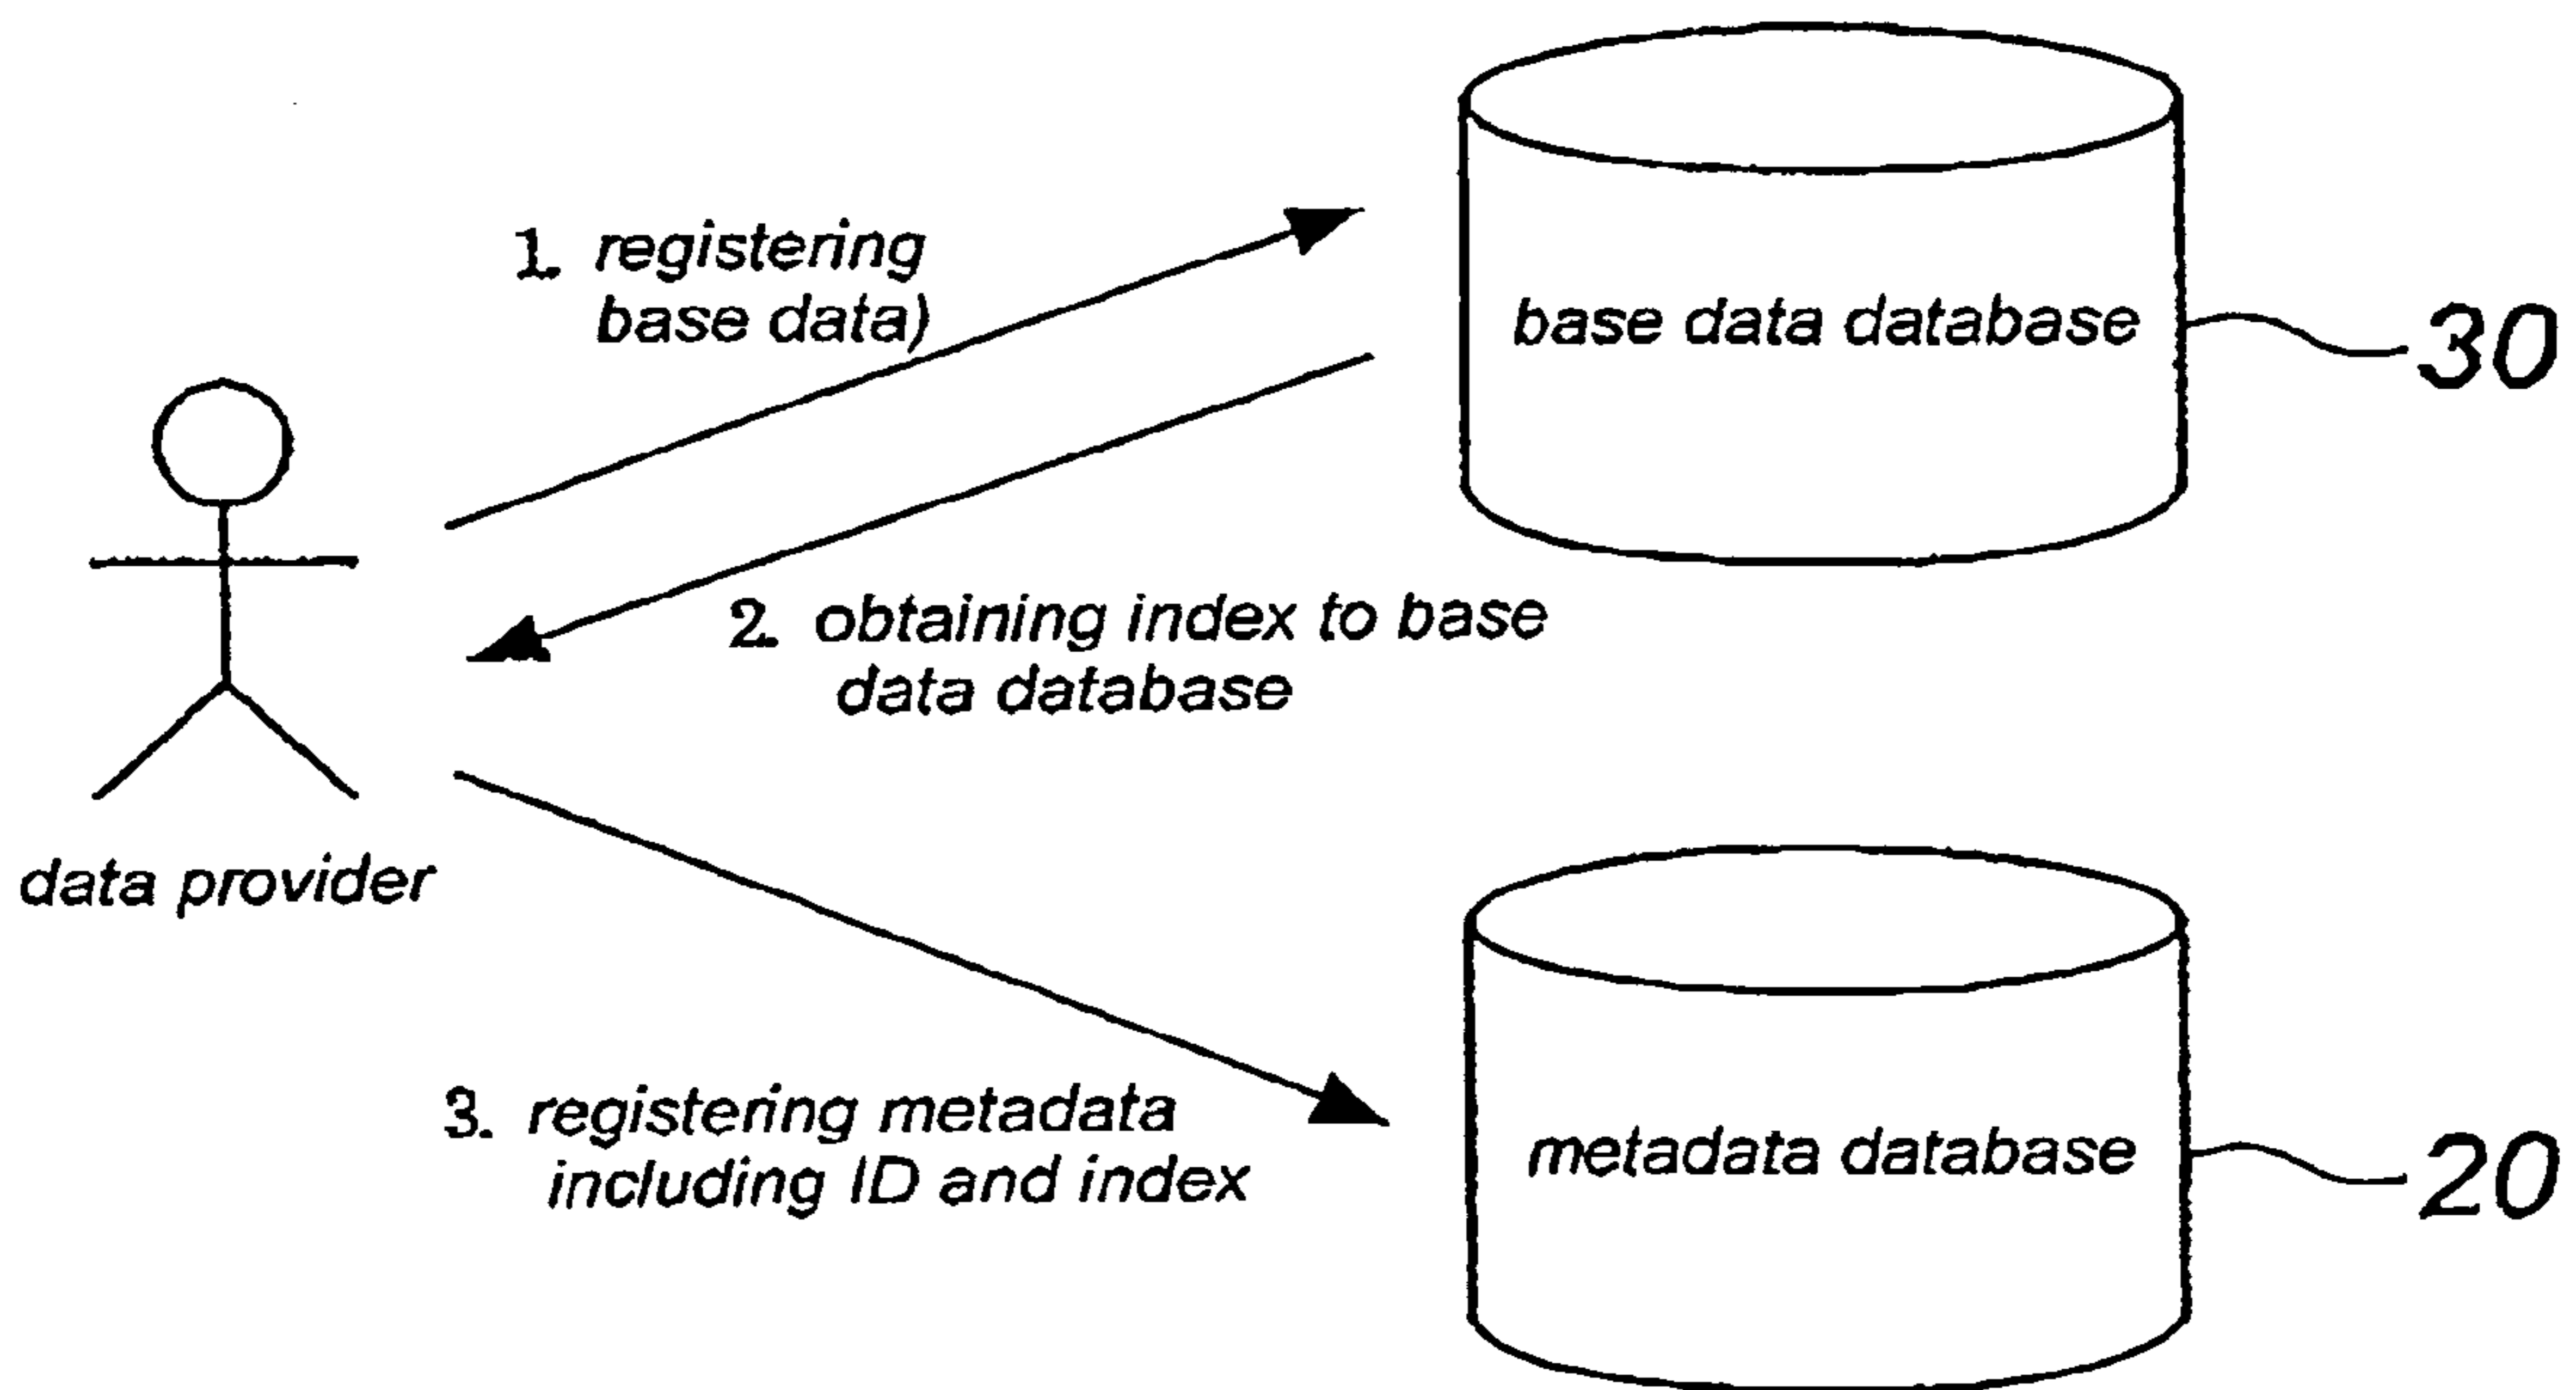 1. registering
base data)
base data database
30
2. obtaining index to base
data database
data provider
3. registering metadata
including ID and index
metadata database
20